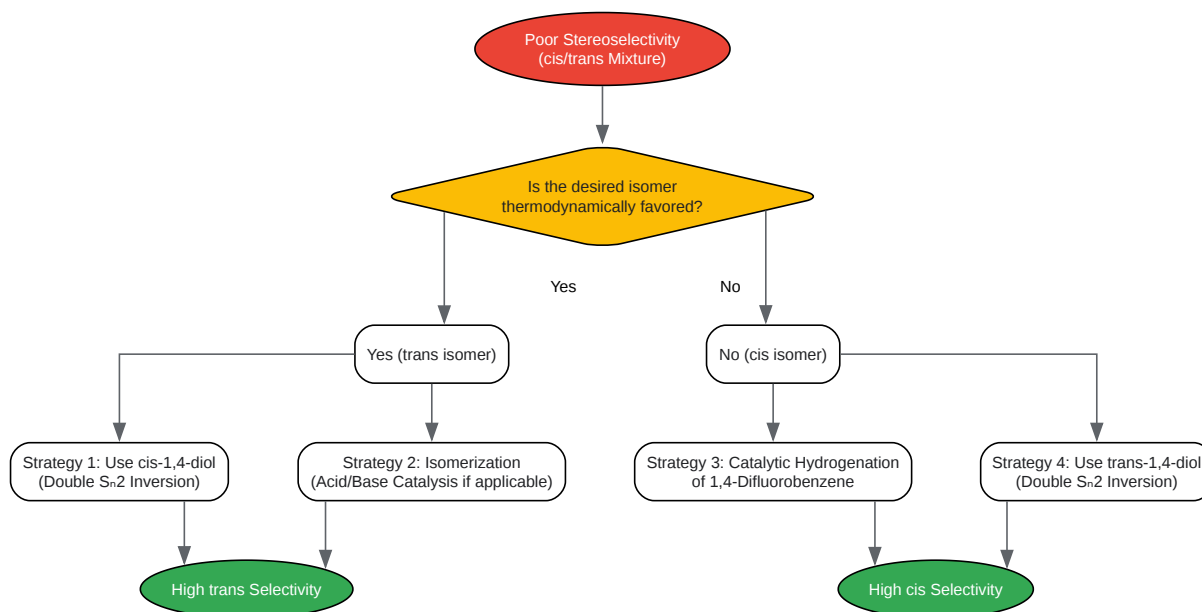 Poor Stereoselectivity
(cis/trans Mixture)
Is the desired isomer
thermodynamically favored?
Yes
No
Yes (trans isomer)
No (cis isomer)
Strategy 1: Use cis-1,4-diol
(Double Sₙ2 Inversion)
Strategy 2: Isomerization
(Acid/Base Catalysis if applicable)
Strategy 3: Catalytic Hydrogenation
of 1,4-Difluorobenzene
Strategy 4: Use trans-1,4-diol
(Double Sₙ2 Inversion)
High trans Selectivity
High cis Selectivity